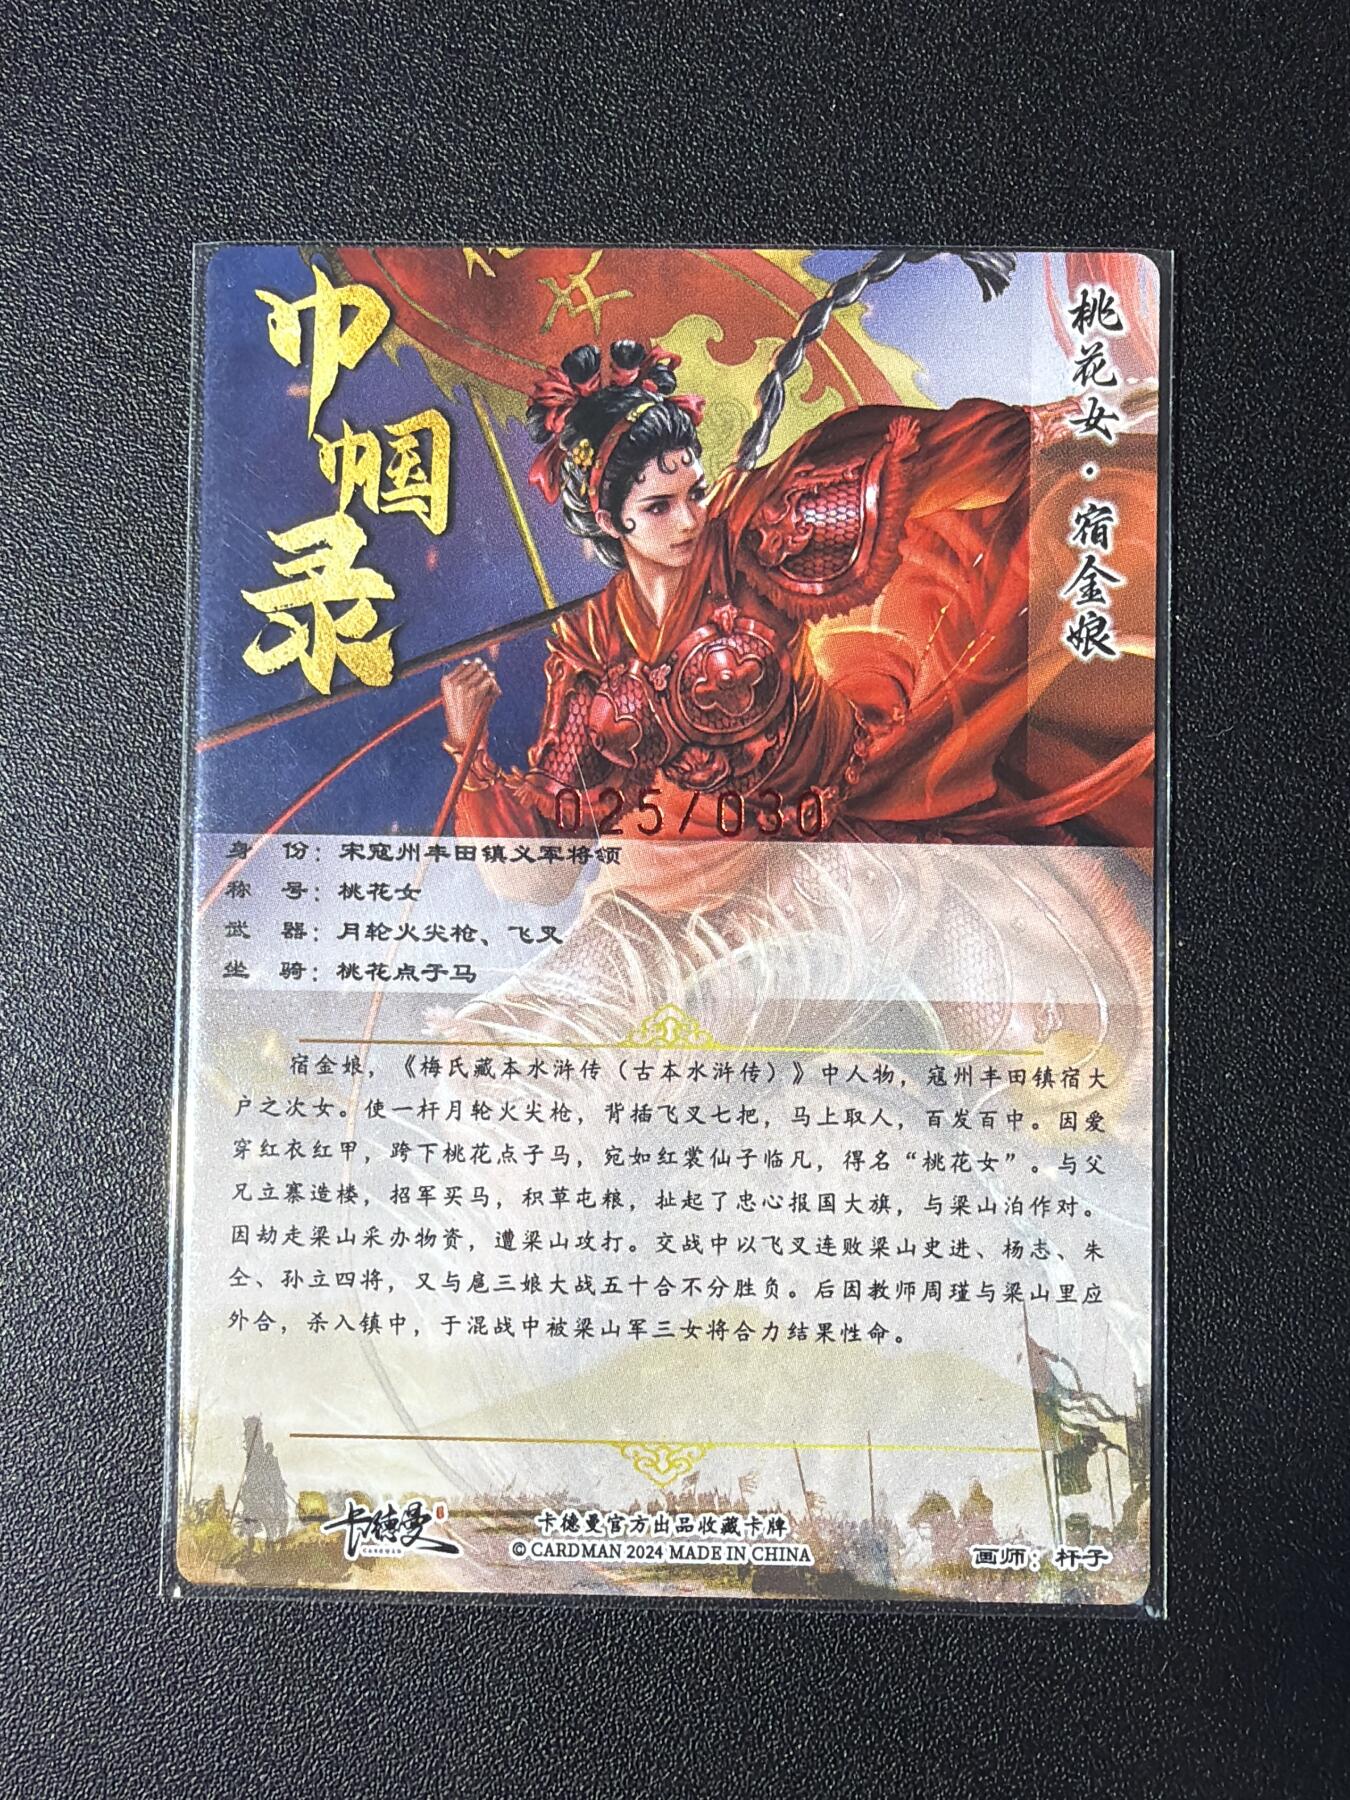 巾帼录
桃花女·宿金娘
025/030
身 份：宋寇州丰田镇义军将领
称 号：桃花女
武 器：月轮火尖枪、飞叉
坐 骑：桃花点子马
宿金娘，《梅氏藏本水浒传（古本水浒传）》中人物，寇州丰田镇宿大
户之次女。使一杆月轮火尖枪，背插飞叉七把，马上取人，百发百中。因爱
穿红衣红甲，跨下桃花点子马，宛如红裳仙子临凡，得名“桃花女”。与父
兄立寨造楼，招军买马，积草屯粮，扯起了忠心报国大旗，与梁山泊作对。
因劫走梁山采办物资，遭梁山攻打。交战中以飞叉连败梁山史进、杨志、朱
仝、孙立四将，又与扈三娘大战五十合不分胜负。后因教师周瑾与梁山里应
外合，杀入镇中，于混战中被梁山军三女将合力结果性命。
卡德曼
CARDMAN
卡德曼官方出品收藏卡牌
© CARDMAN 2024 MADE IN CHINA
画师：杆子